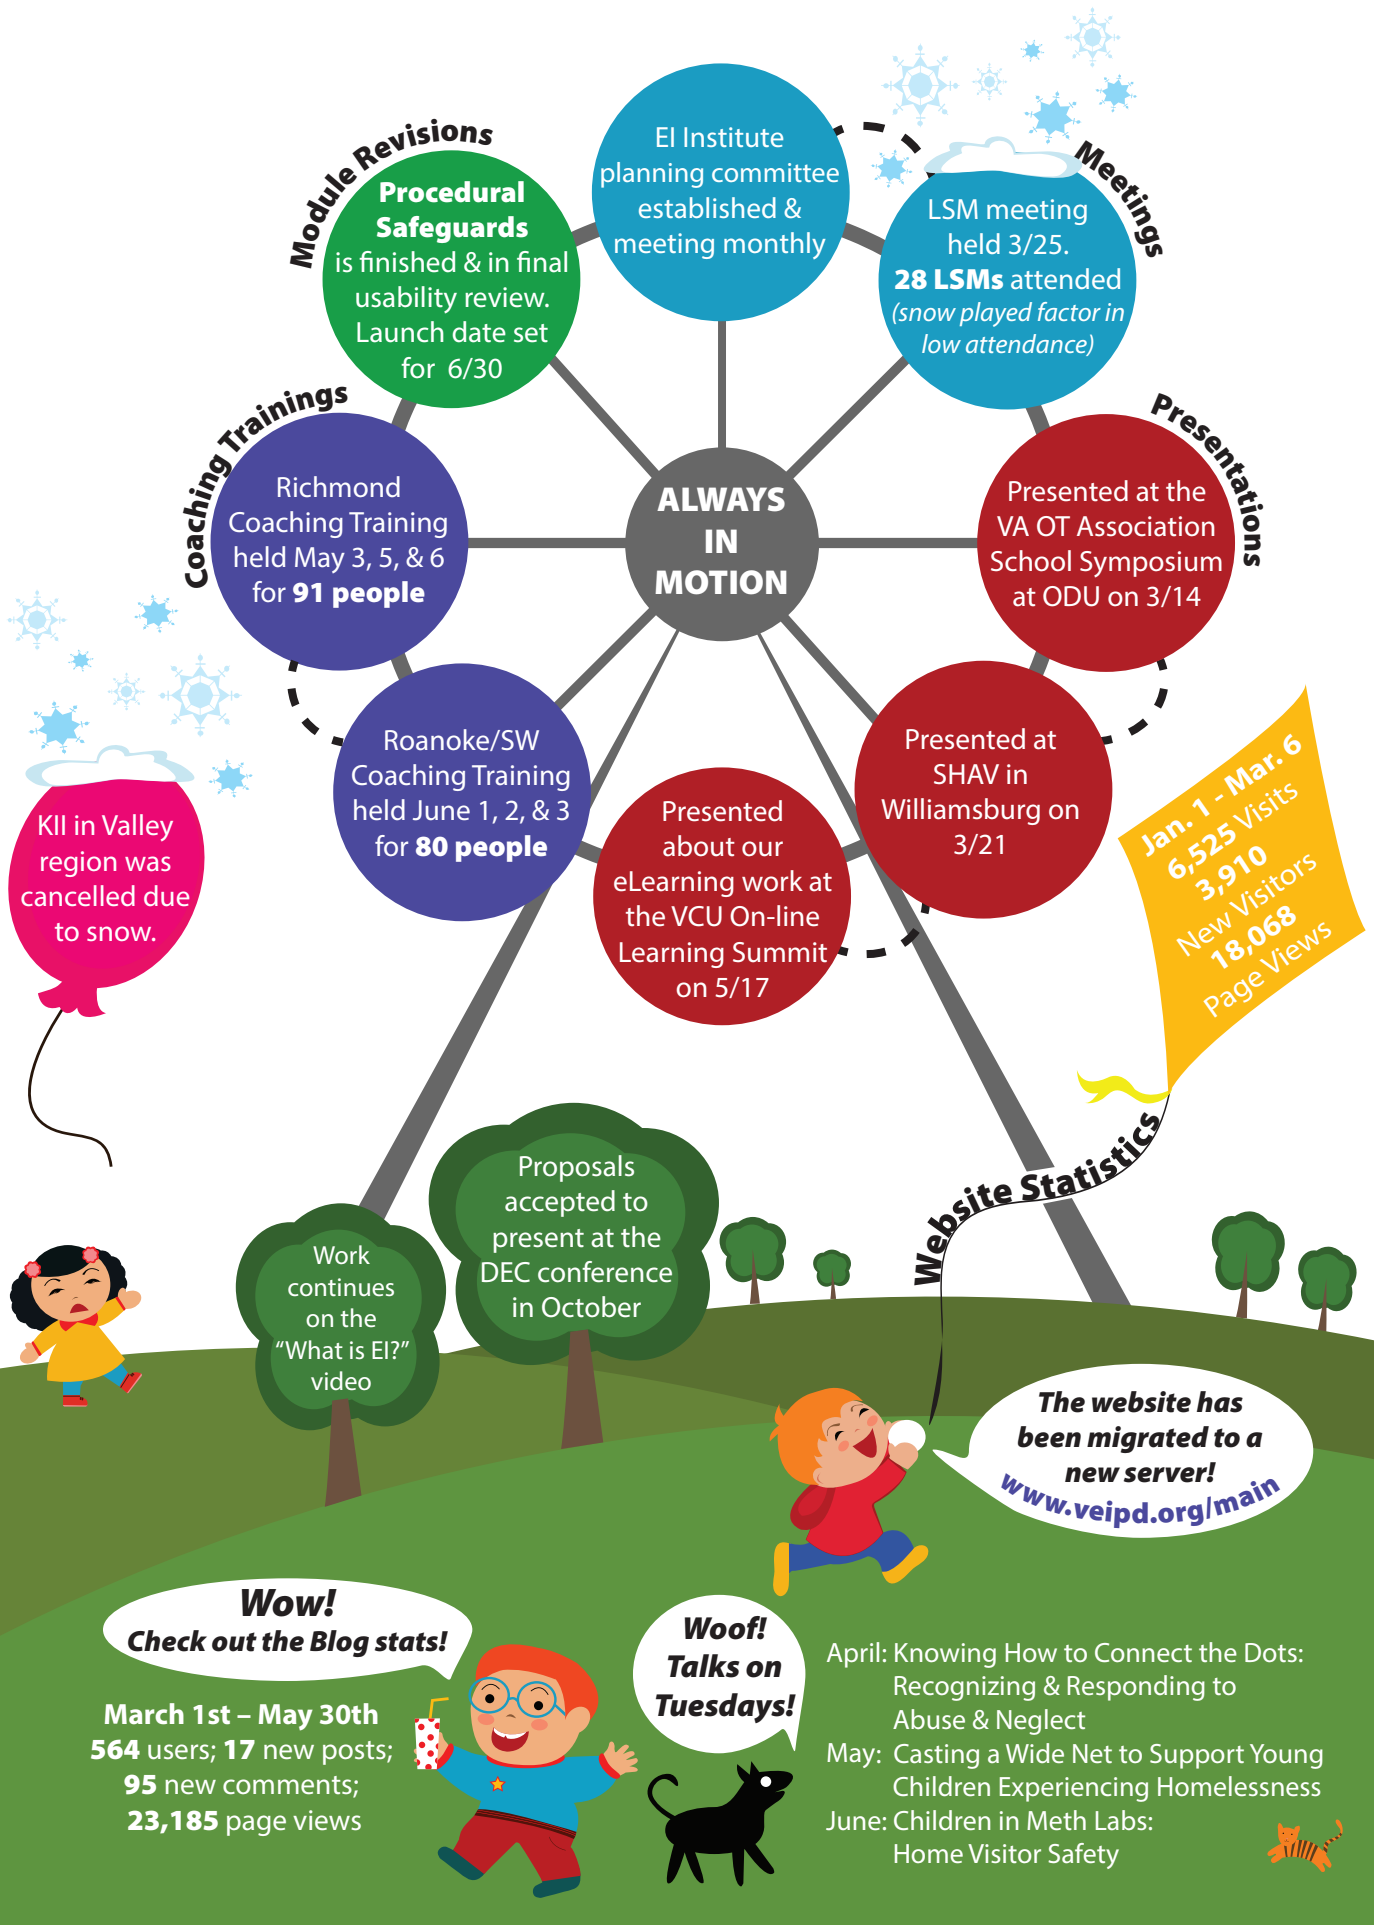 Module Revisions
Procedural
Safeguards
is finished & in final
usability review.
Launch date set
for 6/30
EI Institute
planning committee
established &
meeting monthly
Meetings
LSM meeting
held 3/25.
28 LSMs attended
(snow played factor in
low attendance)
Coaching Trainings
Richmond
Coaching Training
held May 3, 5, & 6
for 91 people
ALWAYS
IN
MOTION
Presentations
Presented at the
VA OT Association
School Symposium
at ODU on 3/14
Roanoke/SW
Coaching Training
held June 1, 2, & 3
for 80 people
Presented
about our
eLearning work at
the VCU On-line
Learning Summit
on 5/17
Presented at
SHAV in
Williamsburg on
3/21
KII in Valley
region was
cancelled due
to snow.
Jan. 1 - Mar. 6
6,525 Visits
3,910
New Visitors
18,068
Page Views
Website Statistics
Proposals
accepted to
present at the
DEC conference
in October
Work
continues
on the
“What is EI?”
video
The website has
been migrated to a
new server!
www.veipd.org/main
Wow!
Check out the Blog stats!
March 1st – May 30th
564 users; 17 new posts;
95 new comments;
23,185 page views
Woof!
Talks on
Tuesdays!
April: Knowing How to Connect the Dots:
Recognizing & Responding to
Abuse & Neglect
May: Casting a Wide Net to Support Young
Children Experiencing Homelessness
June: Children in Meth Labs:
Home Visitor Safety